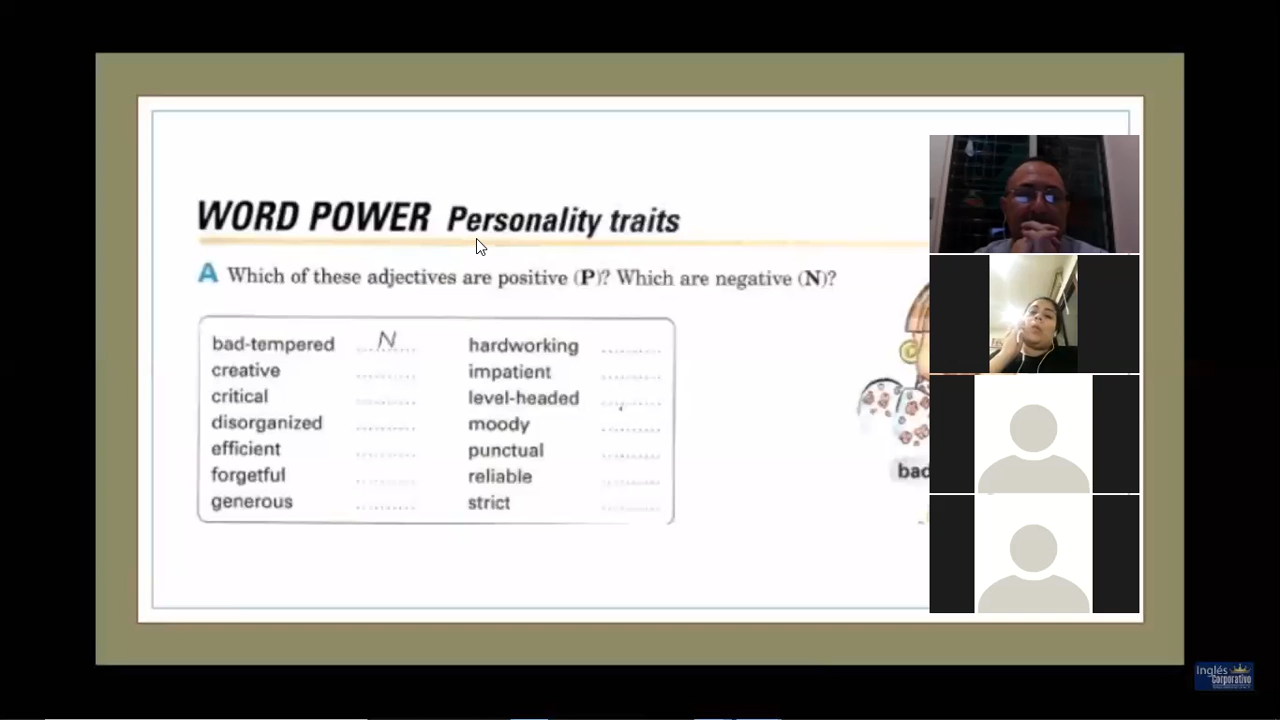 WORD POWER Personality traits
A Which of these adjectives are positive (P)? Which are negative (N)?
bad-tempered N hardworking
creative impatient
critical level-headed
disorganized moody
efficient punctual
forgetful reliable
generous strict
bad
Inglés
Corporativo